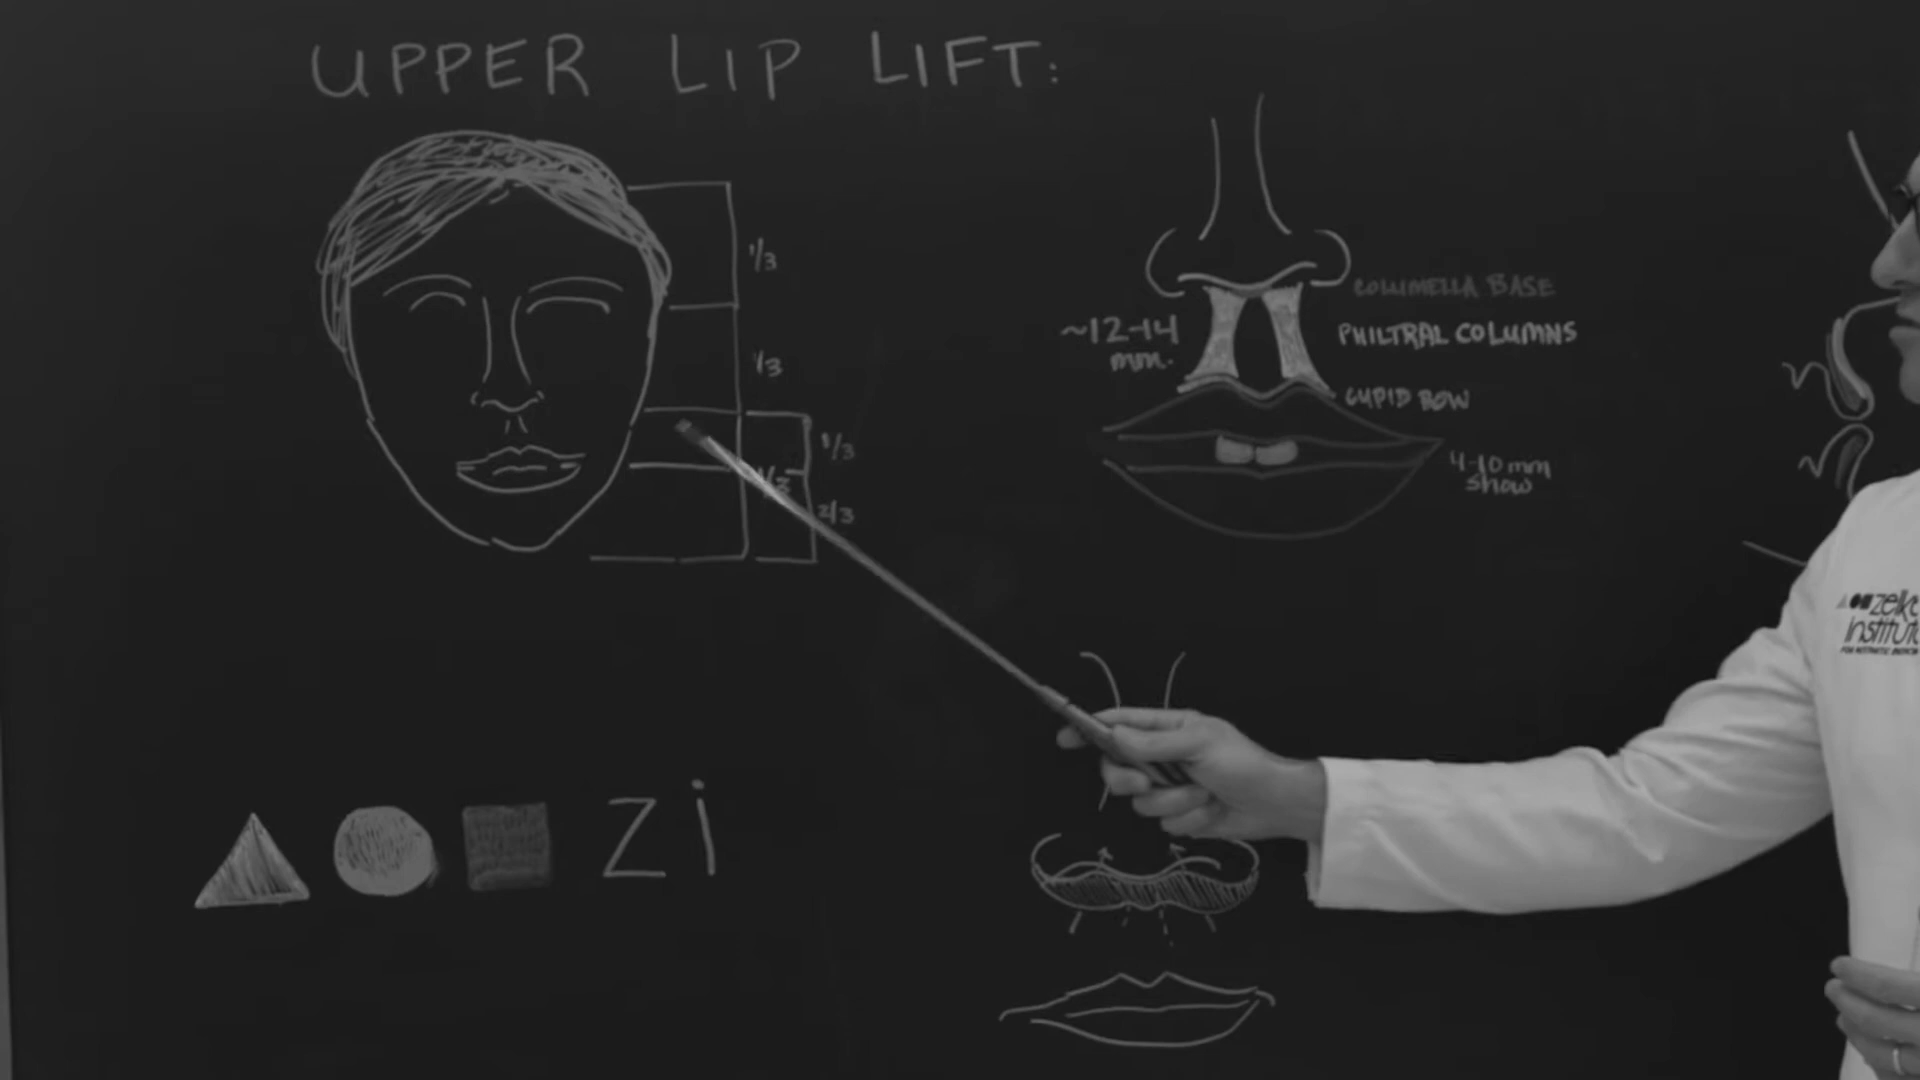 UPPER LIP LIFT:
1/3
1/3
1/3
1/3
2/3
COLUMELLA BASE
~12-14
mm.
PHILTRAL COLUMNS
CUPID BOW
4-10 mm
show
zi
institute